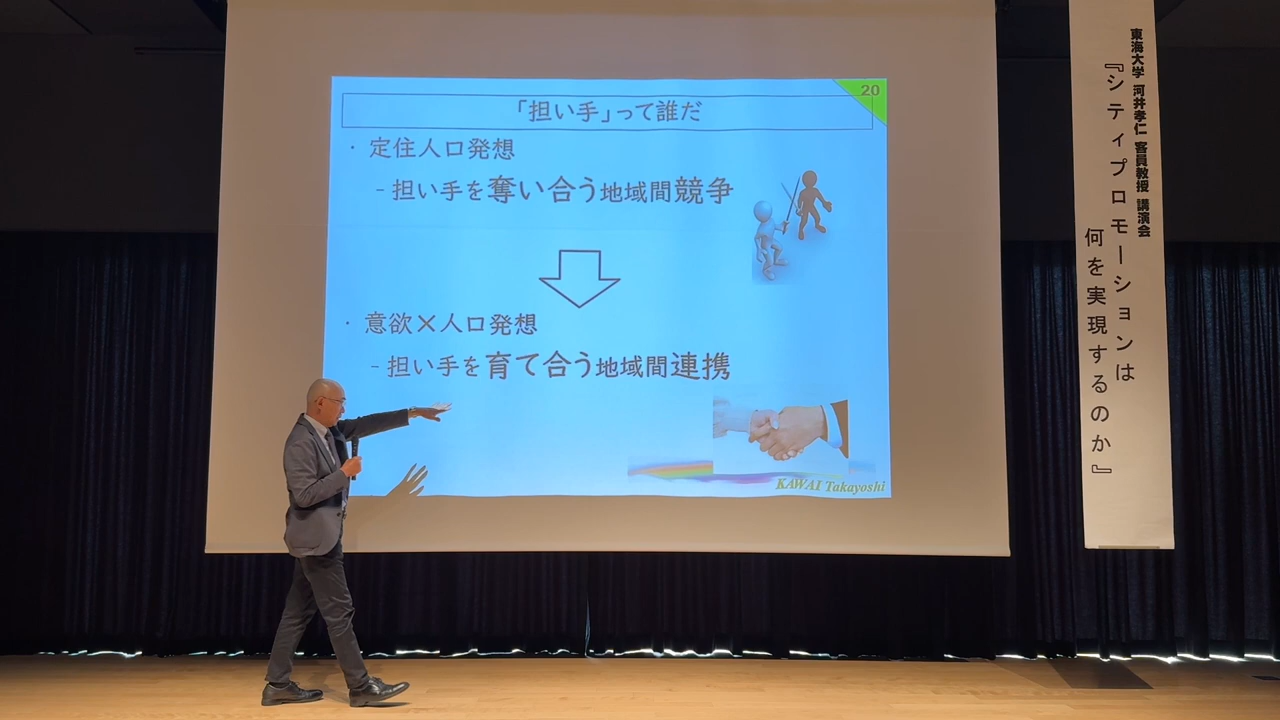 20
「担い手」って誰だ
・ 定住人口発想
- 担い手を奪い合う地域間競争
・ 意欲×人口発想
- 担い手を育て合う地域間連携
KAWAI Takayoshi
東海大学 河井孝仁 客員教授 講演会
『シティプロモーションは
何を実現するのか』